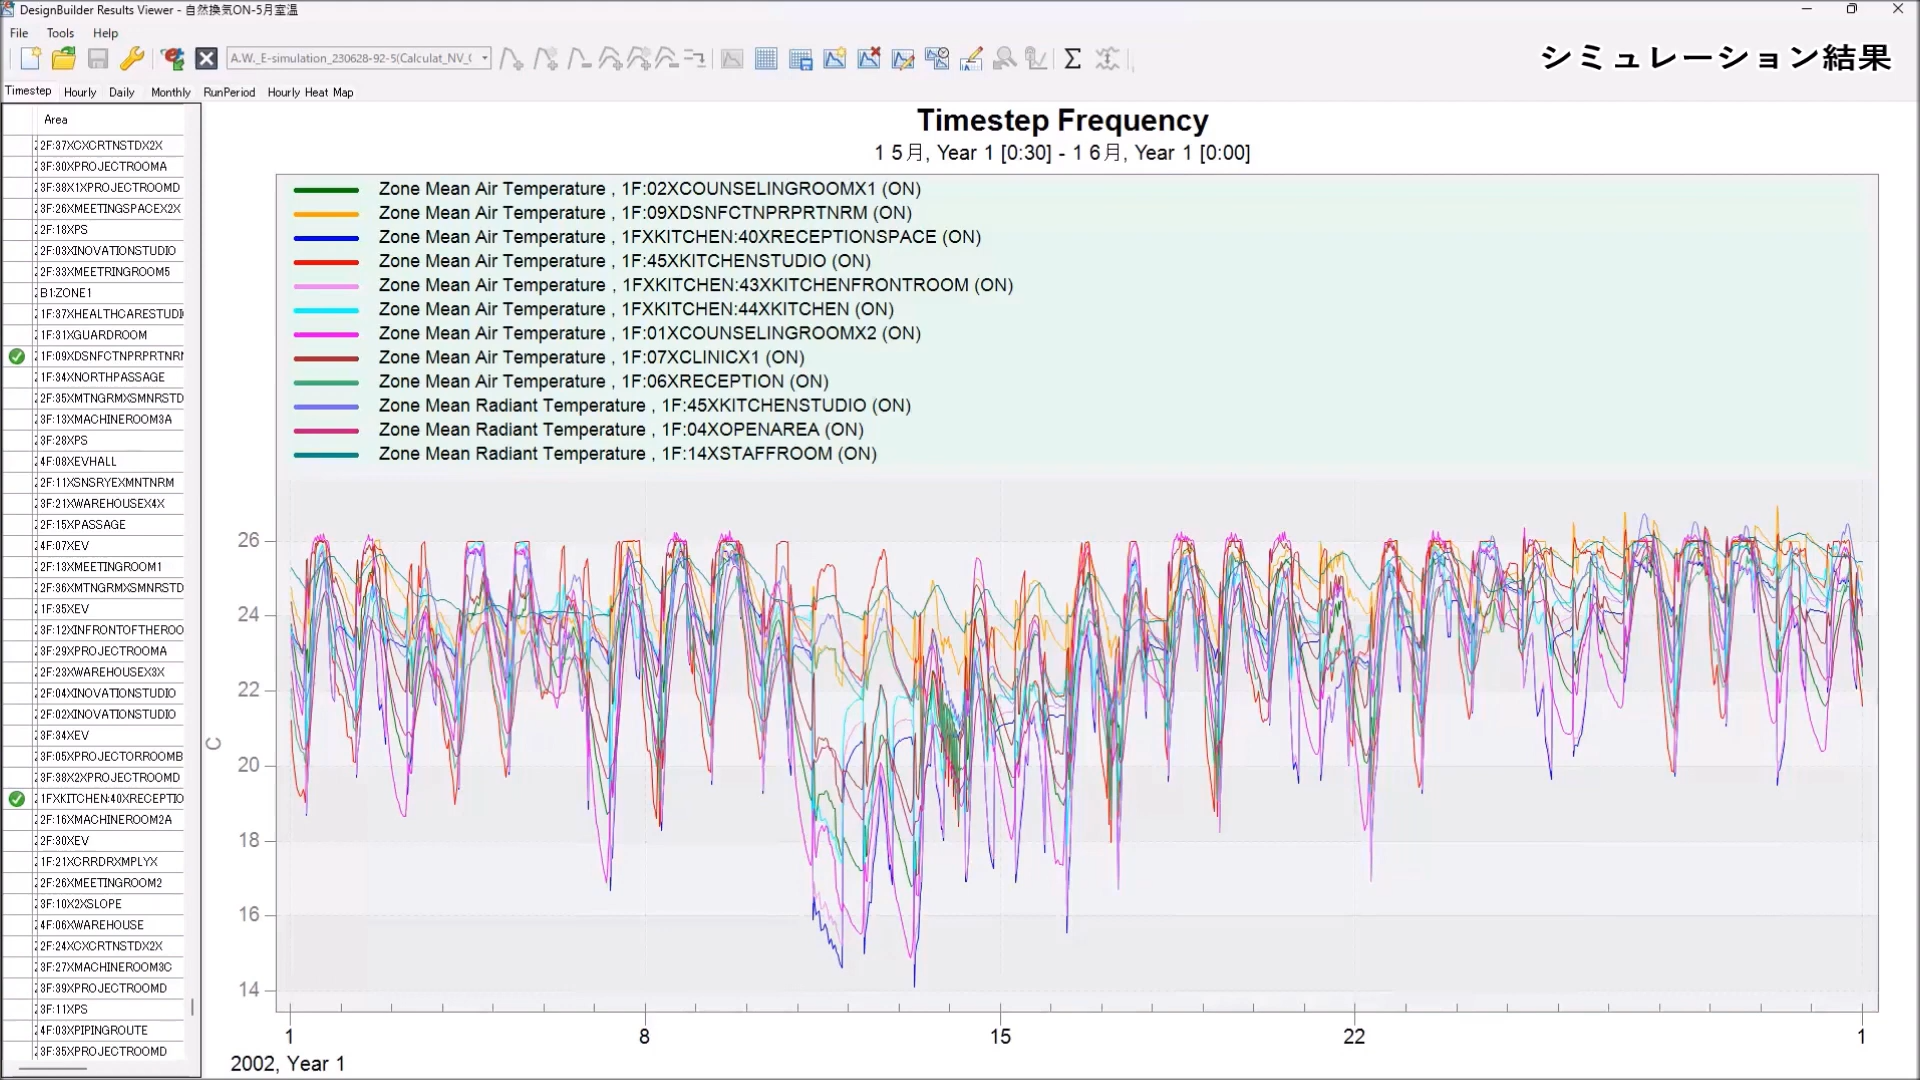 DesignBuilder Results Viewer - 自然換気ON-5月室温
File Tools Help
A.W._E-simulation_230628-92-5(Calculat_NV_(
シミュレーション結果
Timestep Hourly Daily Monthly RunPeriod Hourly Heat Map
Area
2F:37XCXCRTNSTDX2X
3F:30XPROJECTROOMA
3F:38X1XPROJECTROOMD
3F:26XMEETINGSPACEX2X
2F:18XPS
2F:03XINOVATIONSTUDIO
2F:33XMEETRINGROOM5
B1:ZONE1
1F:37XHEALTHCARESTUDI
1F:31XGUARDROOM
1F:09XDSNFCTNPRPRTNRN
1F:34XNORTHPASSAGE
2F:35XMTNGRMXSMNRSTD
3F:13XMACHINEROOM3A
3F:28XPS
4F:08XEVHALL
2F:11XSNSRYEXMNTNRM
3F:21XWAREHOUSEX4X
2F:15XPASSAGE
4F:07XEV
2F:13XMEETINGROOM1
2F:36XMTNGRMXSMNRSTD
1F:35XEV
3F:12XINFRONTOFTHEROO
3F:29XPROJECTROOMA
2F:23XWAREHOUSEX3X
2F:04XINOVATIONSTUDIO
2F:02XINOVATIONSTUDIO
3F:34XEV
3F:05XPROJECTORROOMB
3F:38X2XPROJECTROOMD
1FXKITCHEN:40XRECEPTIO
2F:16XMACHINEROOM2A
2F:30XEV
1F:21XCRRDRXMPLYX
2F:26XMEETINGROOM2
3F:10X2XSLOPE
4F:06XWAREHOUSE
2F:24XCXCRTNSTDX2X
3F:27XMACHINEROOM3C
3F:39XPROJECTROOMD
3F:11XPS
4F:03XPIPINGROUTE
3F:35XPROJECTROOMD
Timestep Frequency
1 5月, Year 1 [0:30] - 1 6月, Year 1 [0:00]
Zone Mean Air Temperature , 1F:02XCOUNSELINGROOMX1 (ON)
Zone Mean Air Temperature , 1F:09XDSNFCTNPRPRTNRM (ON)
Zone Mean Air Temperature , 1FXKITCHEN:40XRECEPTIONSPACE (ON)
Zone Mean Air Temperature , 1F:45XKITCHENSTUDIO (ON)
Zone Mean Air Temperature , 1FXKITCHEN:43XKITCHENFRONTROOM (ON)
Zone Mean Air Temperature , 1FXKITCHEN:44XKITCHEN (ON)
Zone Mean Air Temperature , 1F:01XCOUNSELINGROOMX2 (ON)
Zone Mean Air Temperature , 1F:07XCLINICX1 (ON)
Zone Mean Air Temperature , 1F:06XRECEPTION (ON)
Zone Mean Radiant Temperature , 1F:45XKITCHENSTUDIO (ON)
Zone Mean Radiant Temperature , 1F:04XOPENAREA (ON)
Zone Mean Radiant Temperature , 1F:14XSTAFFROOM (ON)
26
24
22
20
18
16
14
C
1 8 15 22 1
2002, Year 1